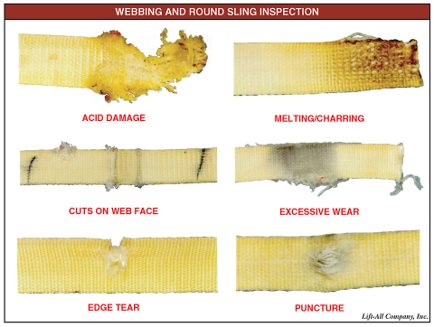 WEBBING AND ROUND SLING INSPECTION
ACID DAMAGE
MELTING/CHARRING
CUTS ON WEB FACE
EXCESSIVE WEAR
EDGE TEAR
PUNCTURE
Lift-All Company, Inc.